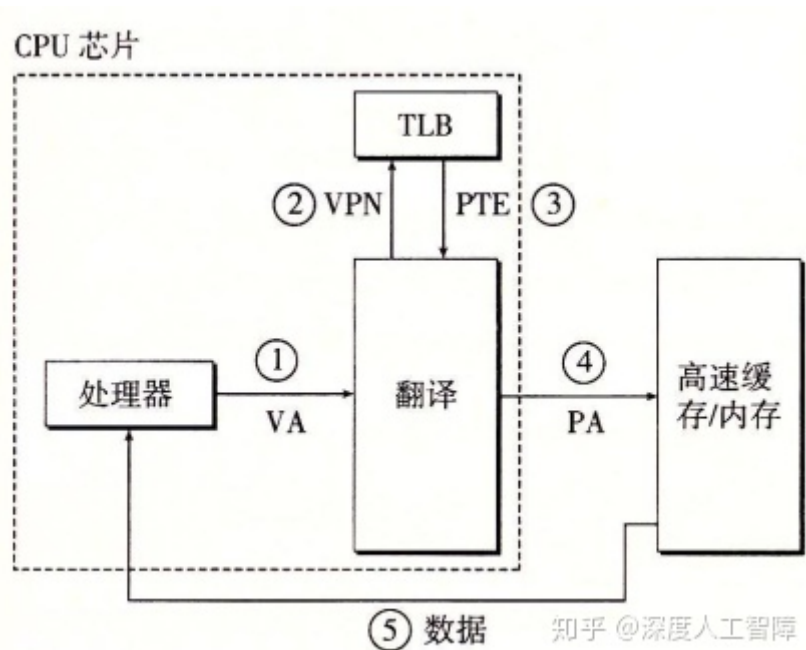 CPU 芯片
TLB
② VPN
PTE ③
①
处理器
VA
翻译
④
PA
高速缓
存/内存
⑤ 数据
知乎 @深度人工智障